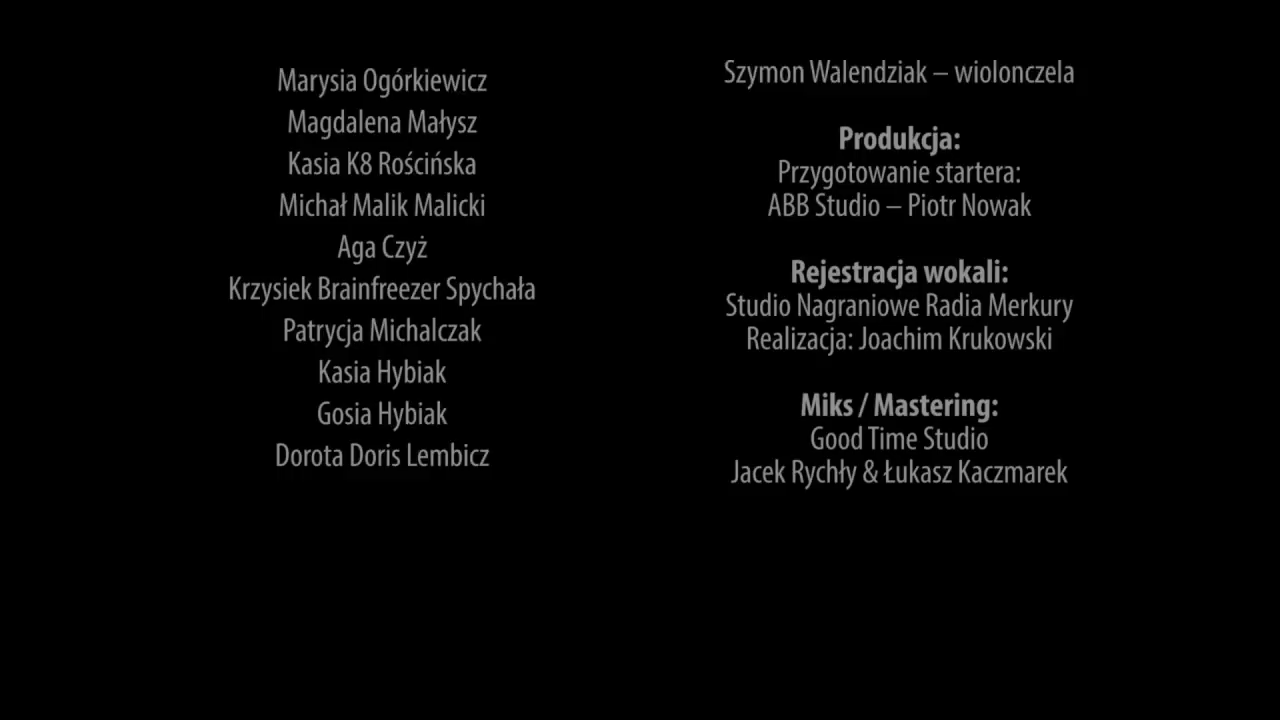 Marysia Ogórkiewicz
Magdalena Małysz
Kasia K8 Rościńska
Michał Malik Malicki
Aga Czyż
Krzysiek Brainfreezer Spychała
Patrycja Michalczak
Kasia Hybiak
Gosia Hybiak
Dorota Doris Lembicz
Szymon Walendziak – wiolonczela
Produkcja:
Przygotowanie startera:
ABB Studio – Piotr Nowak
Rejestracja wokali:
Studio Nagraniowe Radia Merkury
Realizacja: Joachim Krukowski
Miks / Mastering:
Good Time Studio
Jacek Rychły & Łukasz Kaczmarek